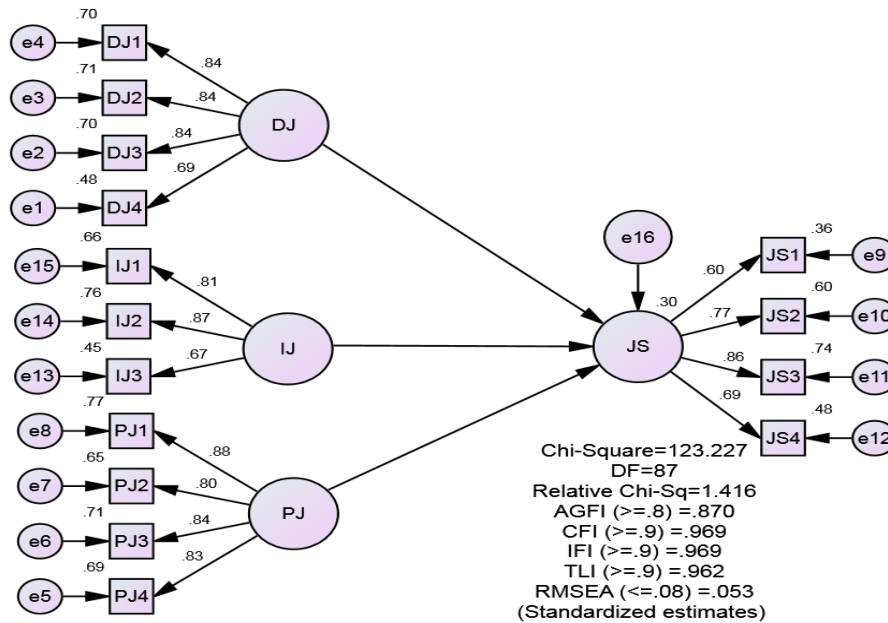 .70
e4
DJ1
.84
.71
e3
DJ2
.84
.70
e2
DJ3
.84
.48
e1
DJ4
.69
DJ
.66
e15
IJ1
.81
.76
e14
IJ2
.87
.45
e13
IJ3
.67
IJ
.77
e8
PJ1
.88
.65
e7
PJ2
.80
.71
e6
PJ3
.84
.69
e5
PJ4
.83
PJ
e16
.30
JS
.36
.60
JS1
e9
.60
.77
JS2
e10
.74
.86
JS3
e11
.48
.69
JS4
e12
Chi-Square=123.227
DF=87
Relative Chi-Sq=1.416
AGFI (>=.8) =.870
CFI (>=.9) =.969
IFI (>=.9) =.969
TLI (>=.9) =.962
RMSEA (<=.08) =.053
(Standardized estimates)